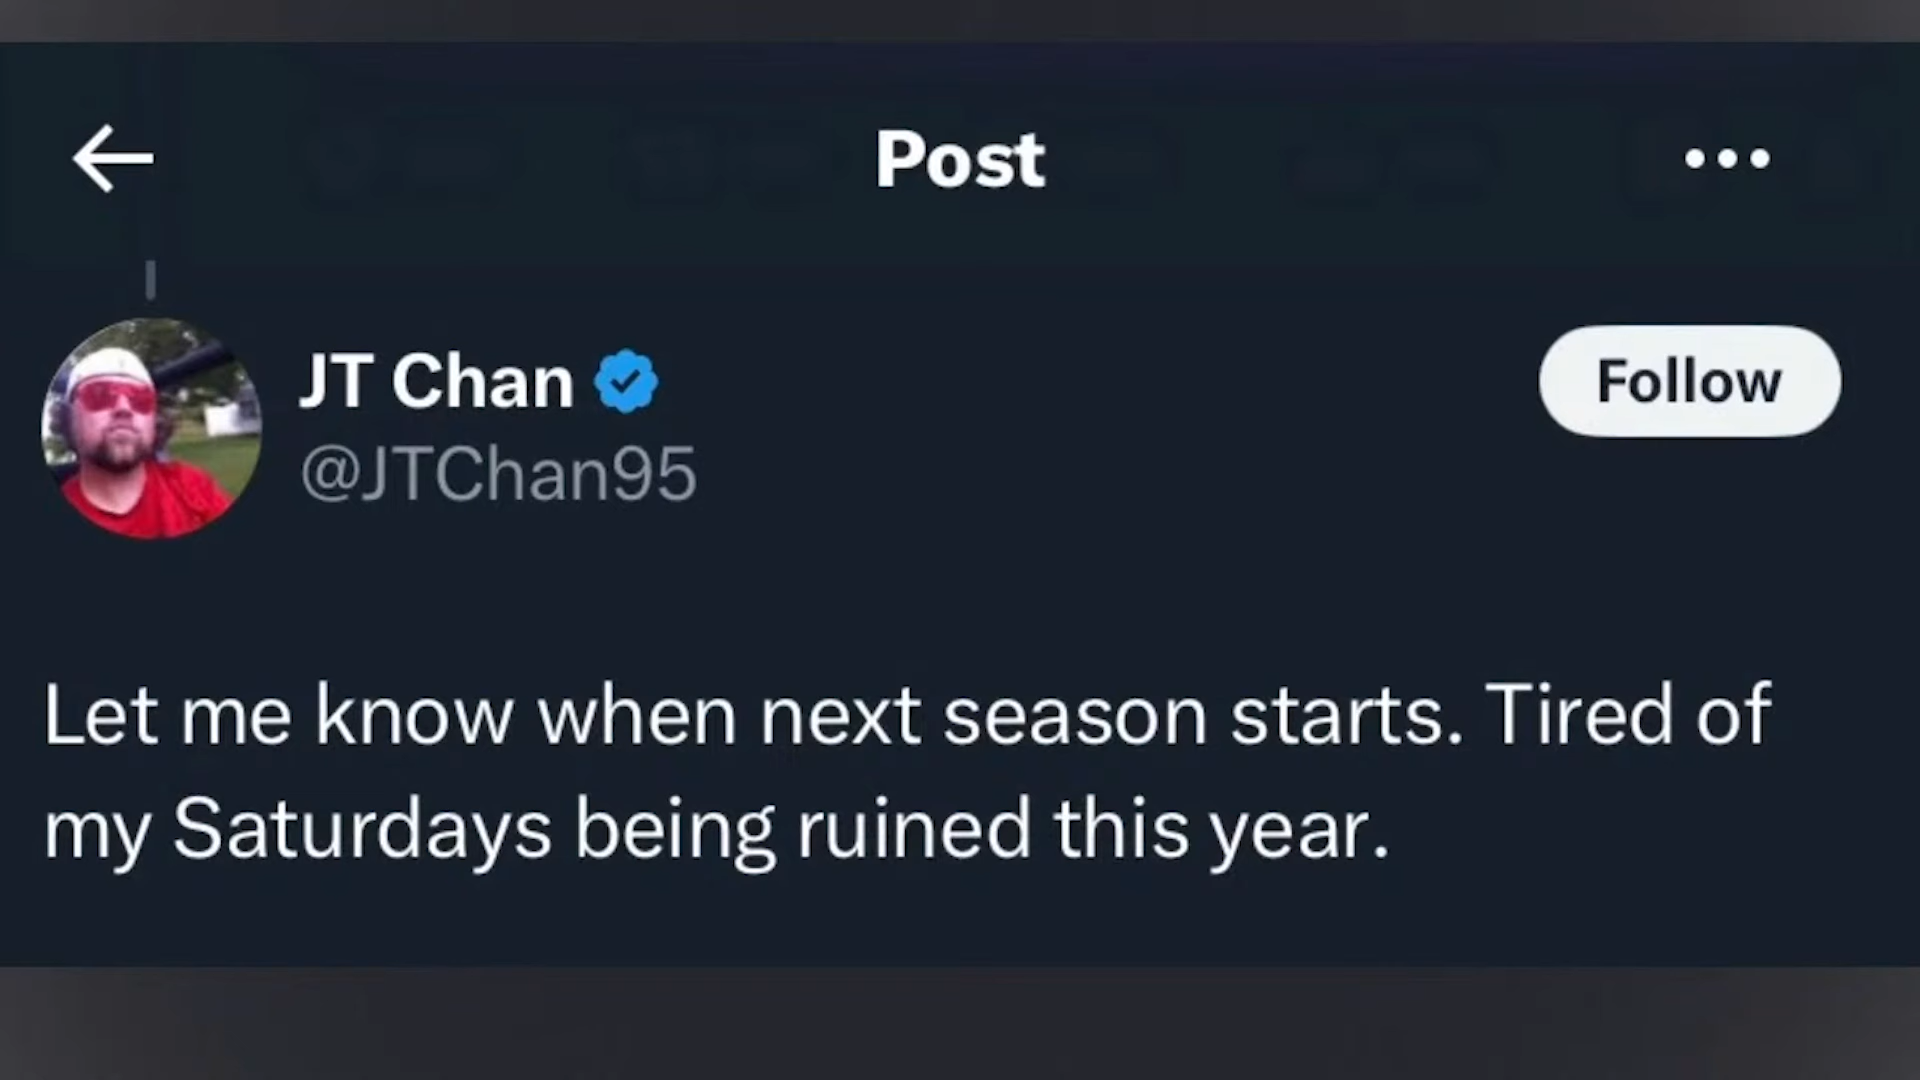 Post
JT Chan
@JTChan95
Follow
Let me know when next season starts. Tired of
my Saturdays being ruined this year.